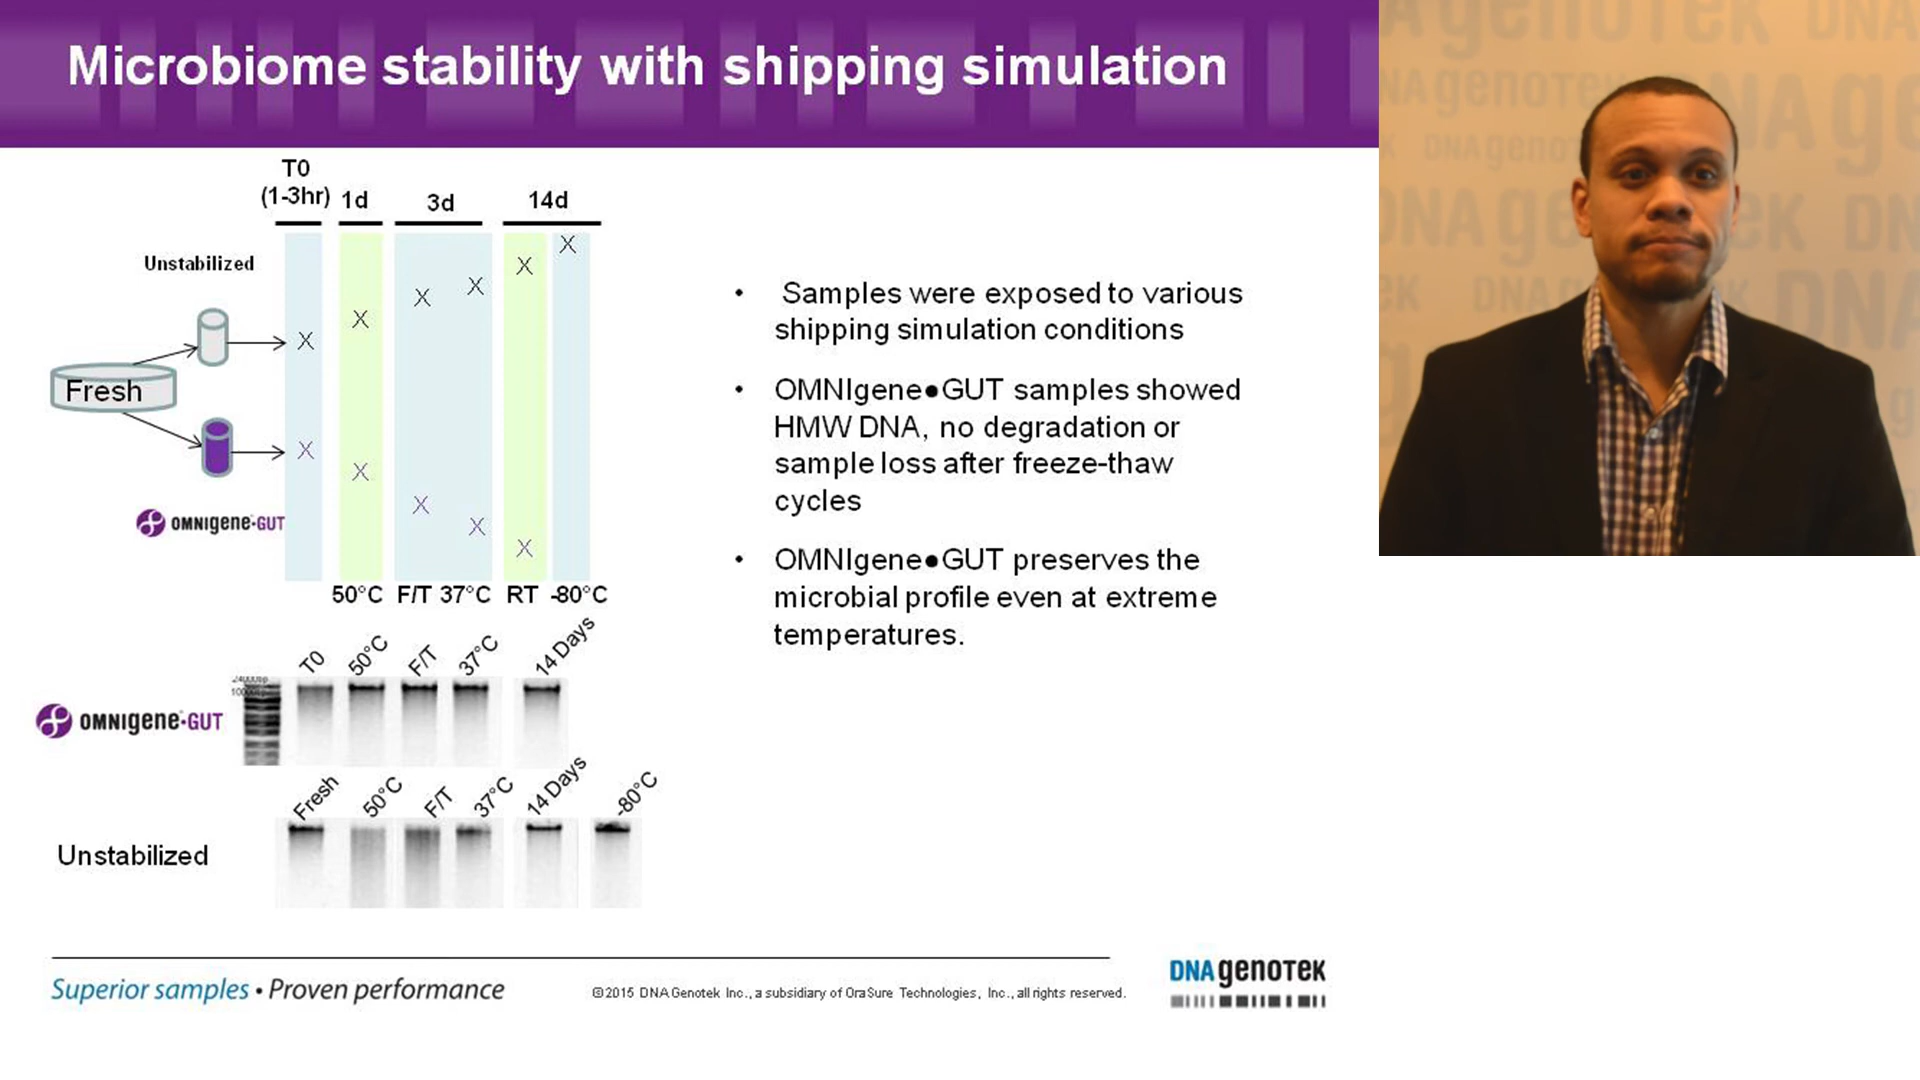 Microbiome stability with shipping simulation
T0
(1-3hr) 1d 3d 14d
Unstabilized
X
X
X
X
X
X
Fresh
X
X
X
X
X
OMNIgene·GUT
50°C F/T 37°C RT -80°C
T0 50°C F/T 37°C 14 Days
OMNIgene·GUT
Fresh 50°C F/T 37°C 14 Days -80°C
Unstabilized
• Samples were exposed to various
shipping simulation conditions
• OMNIgene●GUT samples showed
HMW DNA, no degradation or
sample loss after freeze-thaw
cycles
• OMNIgene●GUT preserves the
microbial profile even at extreme
temperatures.
Superior samples • Proven performance
©2015 DNA Genotek Inc., a subsidiary of OraSure Technologies, Inc., all rights reserved.
DNA genoTek
DNA genoTek